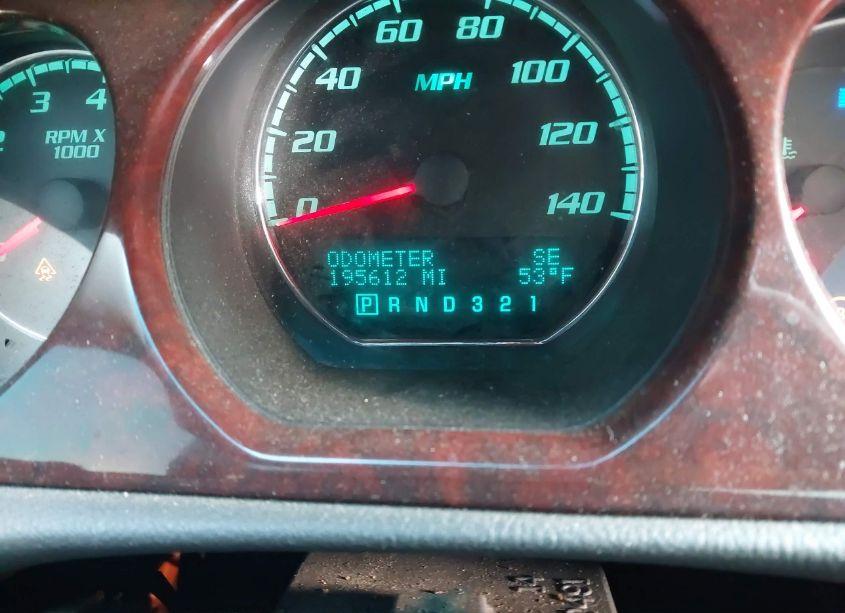 60 80
40 MPH 100
20 120
0 140
3 4
RPM X
1000
ODOMETER SE
195612 MI 53°F
P R N D 3 2 1